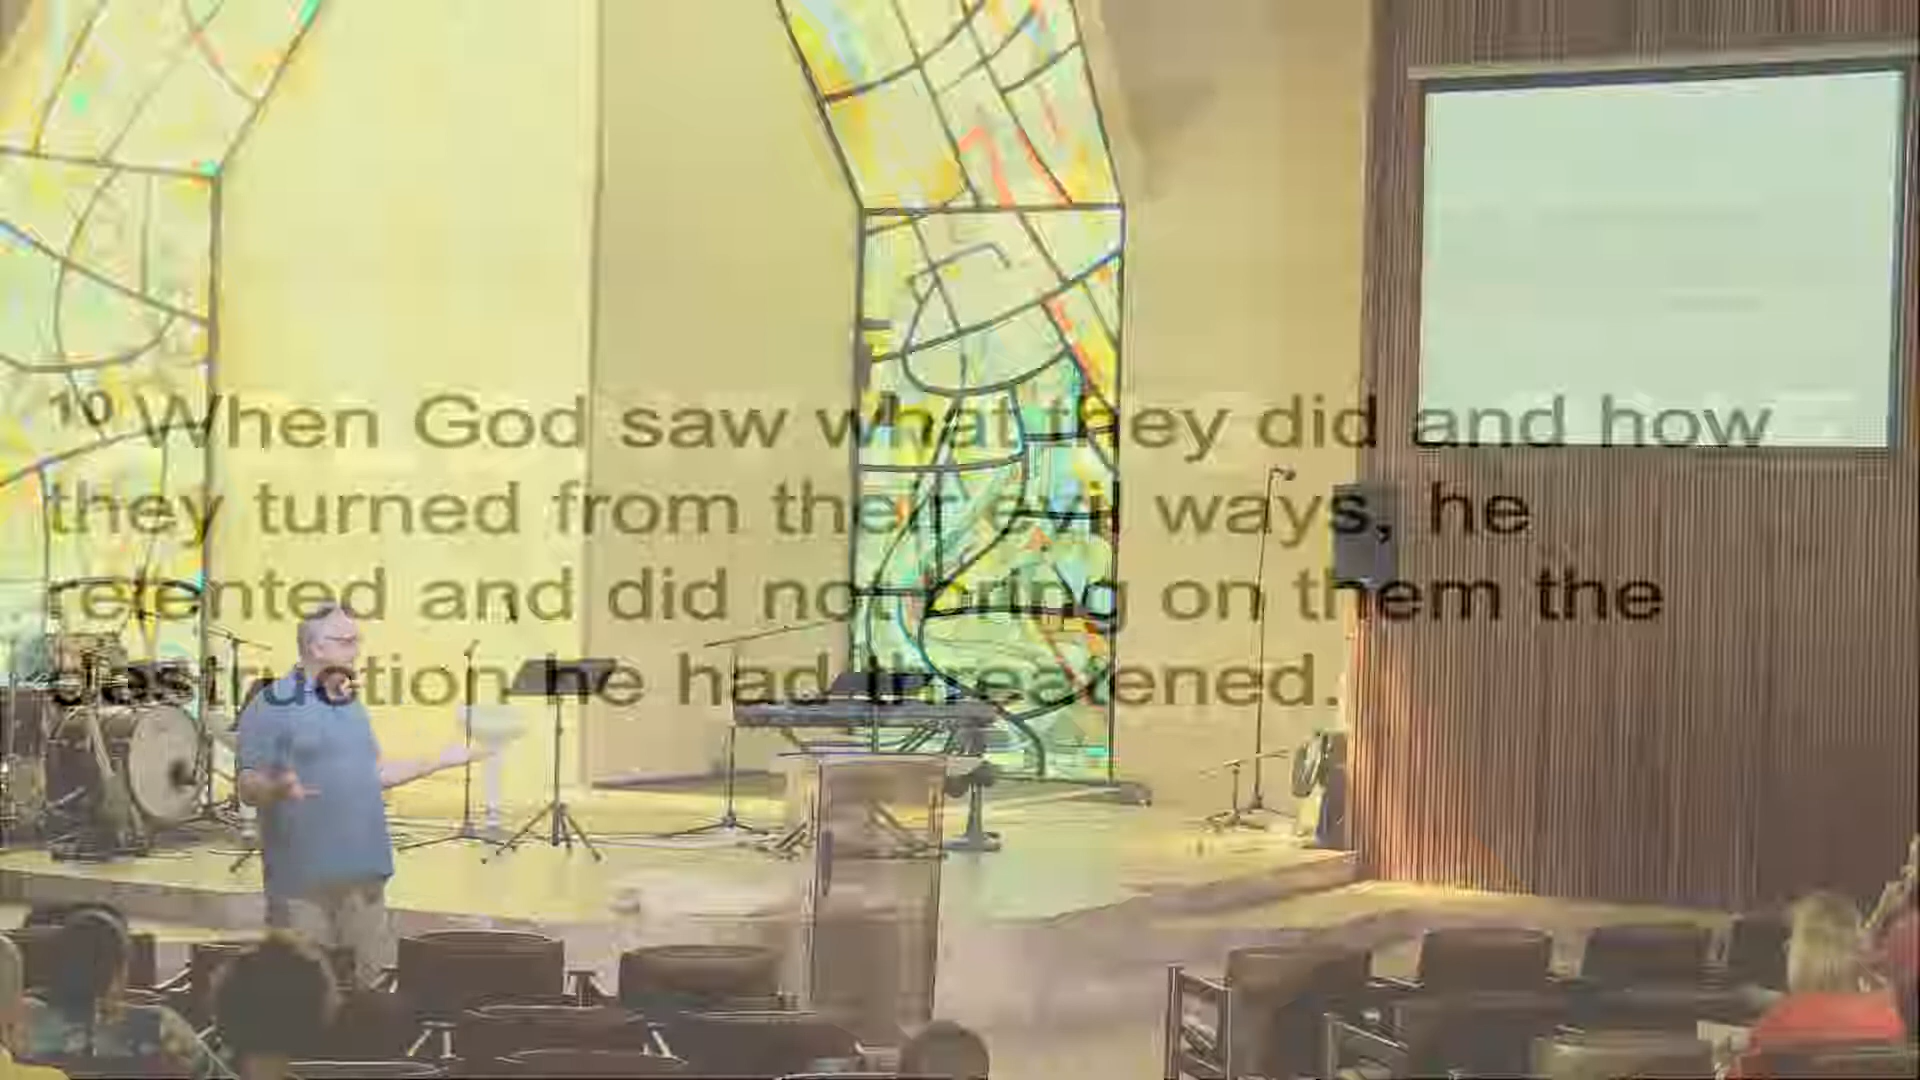 10 When God saw what they did and how
they turned from their evil ways, he
relented and did not bring on them the
destruction he had threatened.